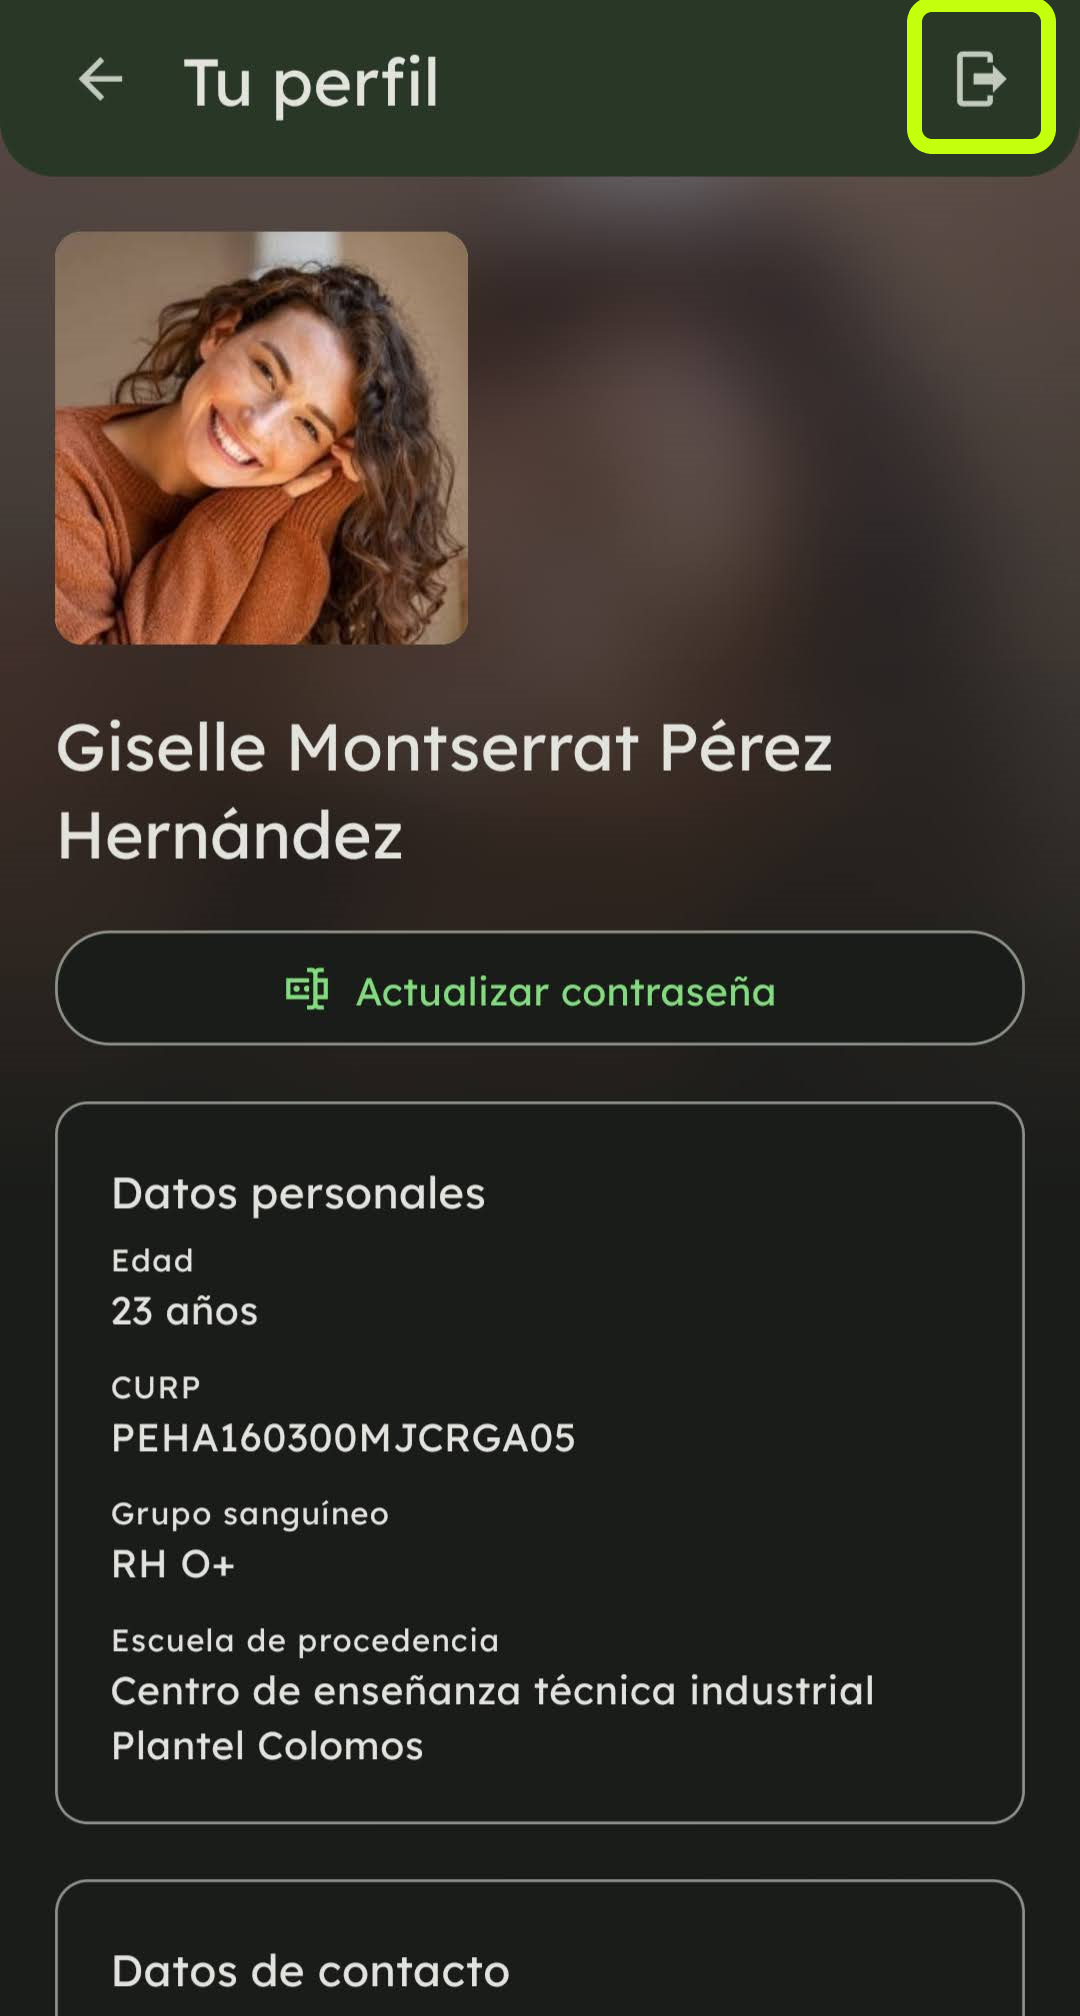 Tu perfil
Giselle Montserrat Pérez
Hernández
Actualizar contraseña
Datos personales
Edad
23 años
CURP
PEHA160300MJCRGA05
Grupo sanguíneo
RH O+
Escuela de procedencia
Centro de enseñanza técnica industrial
Plantel Colomos
Datos de contacto